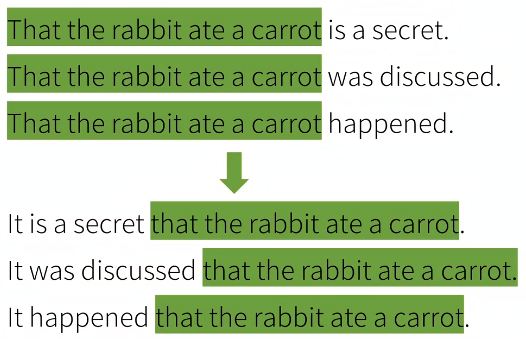 That the rabbit ate a carrot is a secret.
That the rabbit ate a carrot was discussed.
That the rabbit ate a carrot happened.
It is a secret that the rabbit ate a carrot.
It was discussed that the rabbit ate a carrot.
It happened that the rabbit ate a carrot.